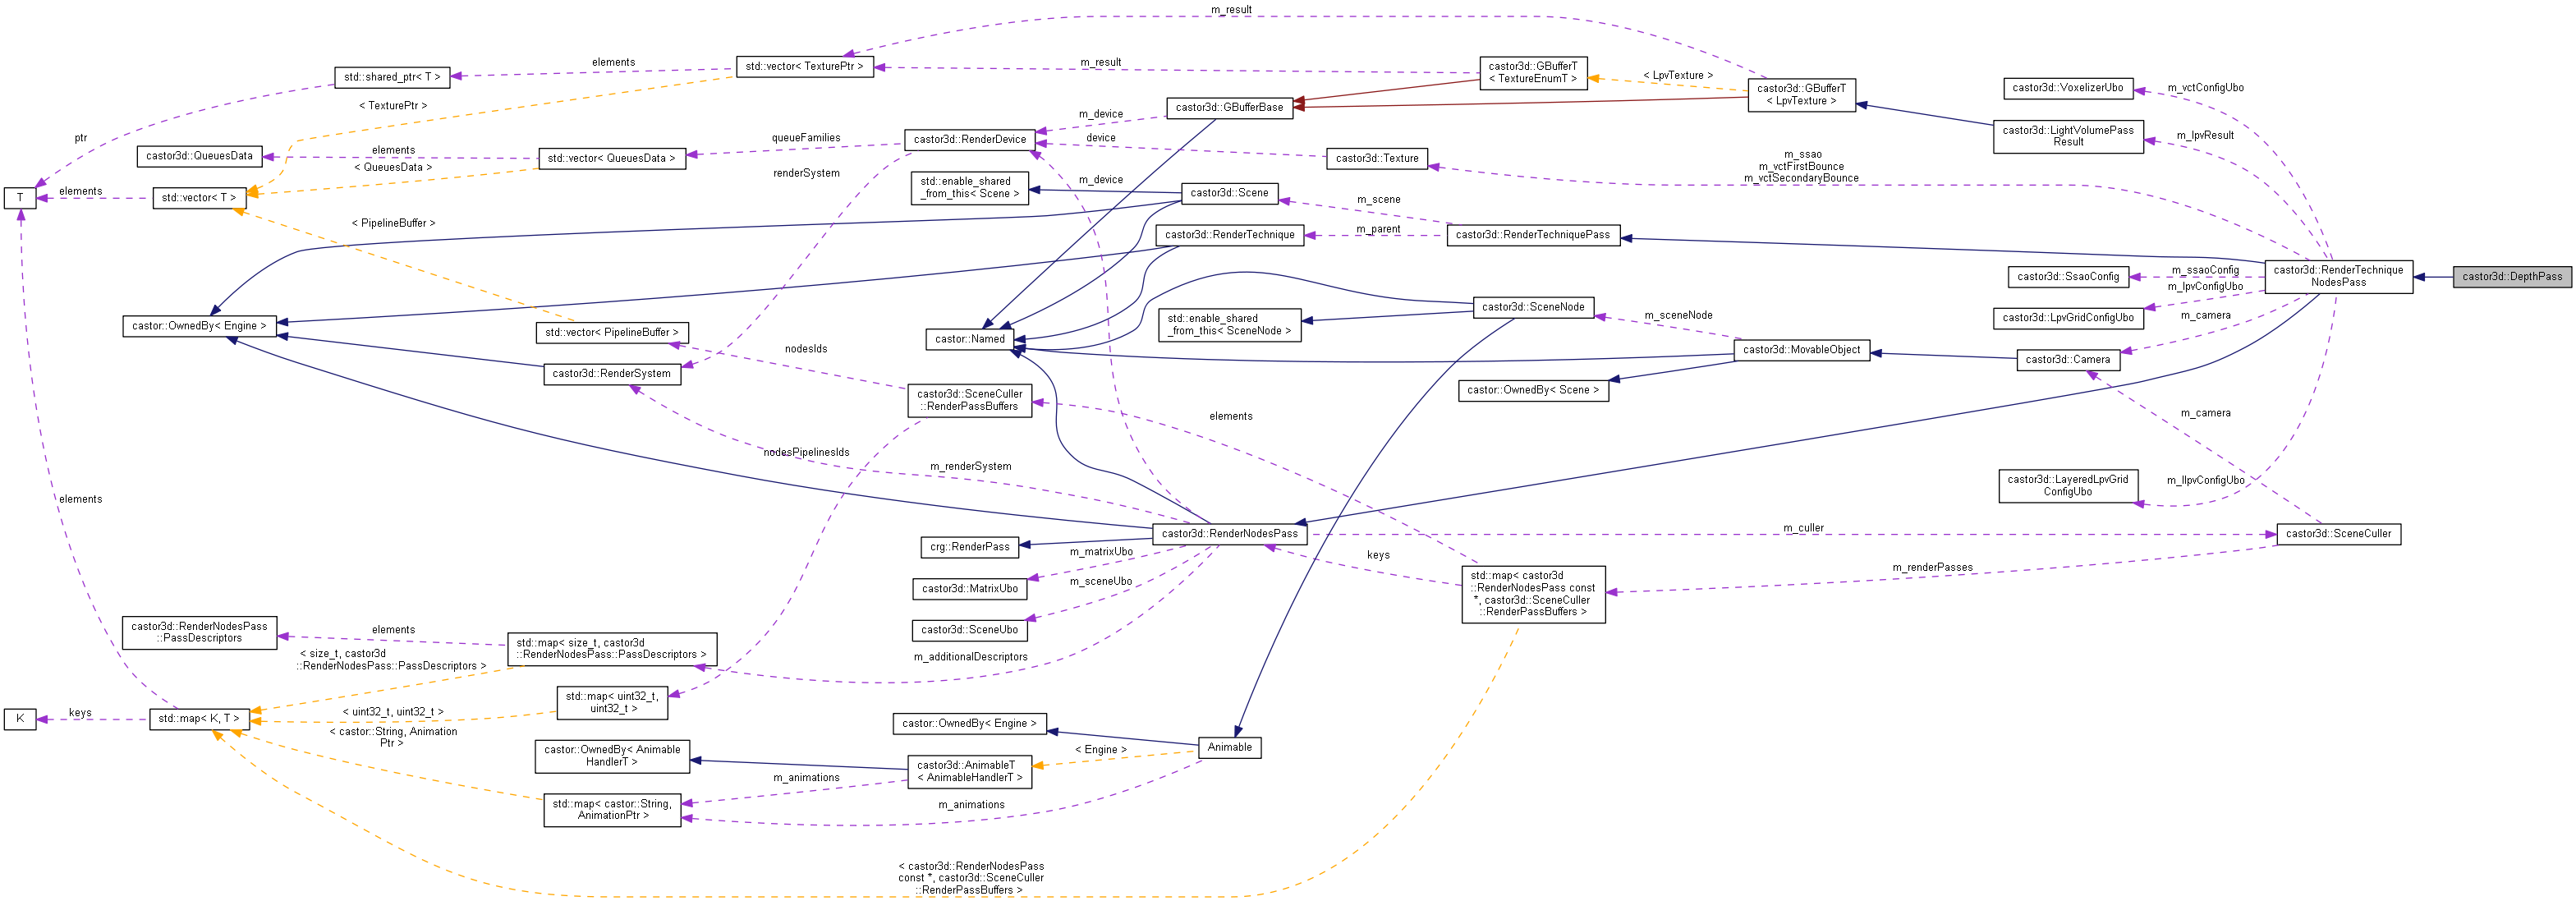 m_result
std::shared_ptr< T >
elements
std::vector< TexturePtr >
m_result
castor3d::GBufferT
< TextureEnumT >
< LpvTexture >
castor3d::GBufferT
< LpvTexture >
castor3d::VoxelizerUbo
m_vctConfigUbo
< TexturePtr >
castor3d::GBufferBase
ptr
queueFamilies
castor3d::RenderDevice
m_device
device
castor3d::LightVolumePass
Result
m_lpvResult
castor3d::QueuesData
elements
std::vector< QueuesData >
castor3d::Texture
m_ssao
m_vctFirstBounce
m_vctSecondaryBounce
< QueuesData >
renderSystem
std::enable_shared
_from_this< Scene >
m_device
castor3d::Scene
T
elements
std::vector< T >
m_scene
< PipelineBuffer >
castor3d::RenderTechnique
m_parent
castor3d::RenderTechniquePass
castor3d::SsaoConfig
m_ssaoConfig
m_lpvConfigUbo
castor3d::RenderTechnique
NodesPass
castor3d::DepthPass
castor::OwnedBy< Engine >
std::vector< PipelineBuffer >
castor::Named
std::enable_shared
_from_this< SceneNode >
castor3d::SceneNode
m_sceneNode
castor3d::LpvGridConfigUbo
m_camera
nodesIds
castor3d::MovableObject
castor3d::Camera
castor3d::RenderSystem
castor::OwnedBy< Scene >
castor3d::SceneCuller
::RenderPassBuffers
elements
m_camera
nodesPipelinesIds
m_renderSystem
castor3d::LayeredLpvGrid
ConfigUbo
m_llpvConfigUbo
elements
crg::RenderPass
castor3d::RenderNodesPass
m_culler
castor3d::SceneCuller
m_matrixUbo
keys
m_renderPasses
castor3d::MatrixUbo
m_sceneUbo
std::map< castor3d
::RenderNodesPass const
*, castor3d::SceneCuller
::RenderPassBuffers >
castor3d::RenderNodesPass
::PassDescriptors
elements
std::map< size_t, castor3d
::RenderNodesPass::PassDescriptors >
castor3d::SceneUbo
< size_t, castor3d
::RenderNodesPass::PassDescriptors >
m_additionalDescriptors
K
keys
std::map< K, T >
< uint32_t, uint32_t >
std::map< uint32_t,
uint32_t >
< castor::String, Animation
Ptr >
castor::OwnedBy< Engine >
castor::OwnedBy< Animable
HandlerT >
castor3d::AnimableT
< AnimableHandlerT >
< Engine >
Animable
m_animations
std::map< castor::String,
AnimationPtr >
m_animations
< castor3d::RenderNodesPass
const *, castor3d::SceneCuller
::RenderPassBuffers >